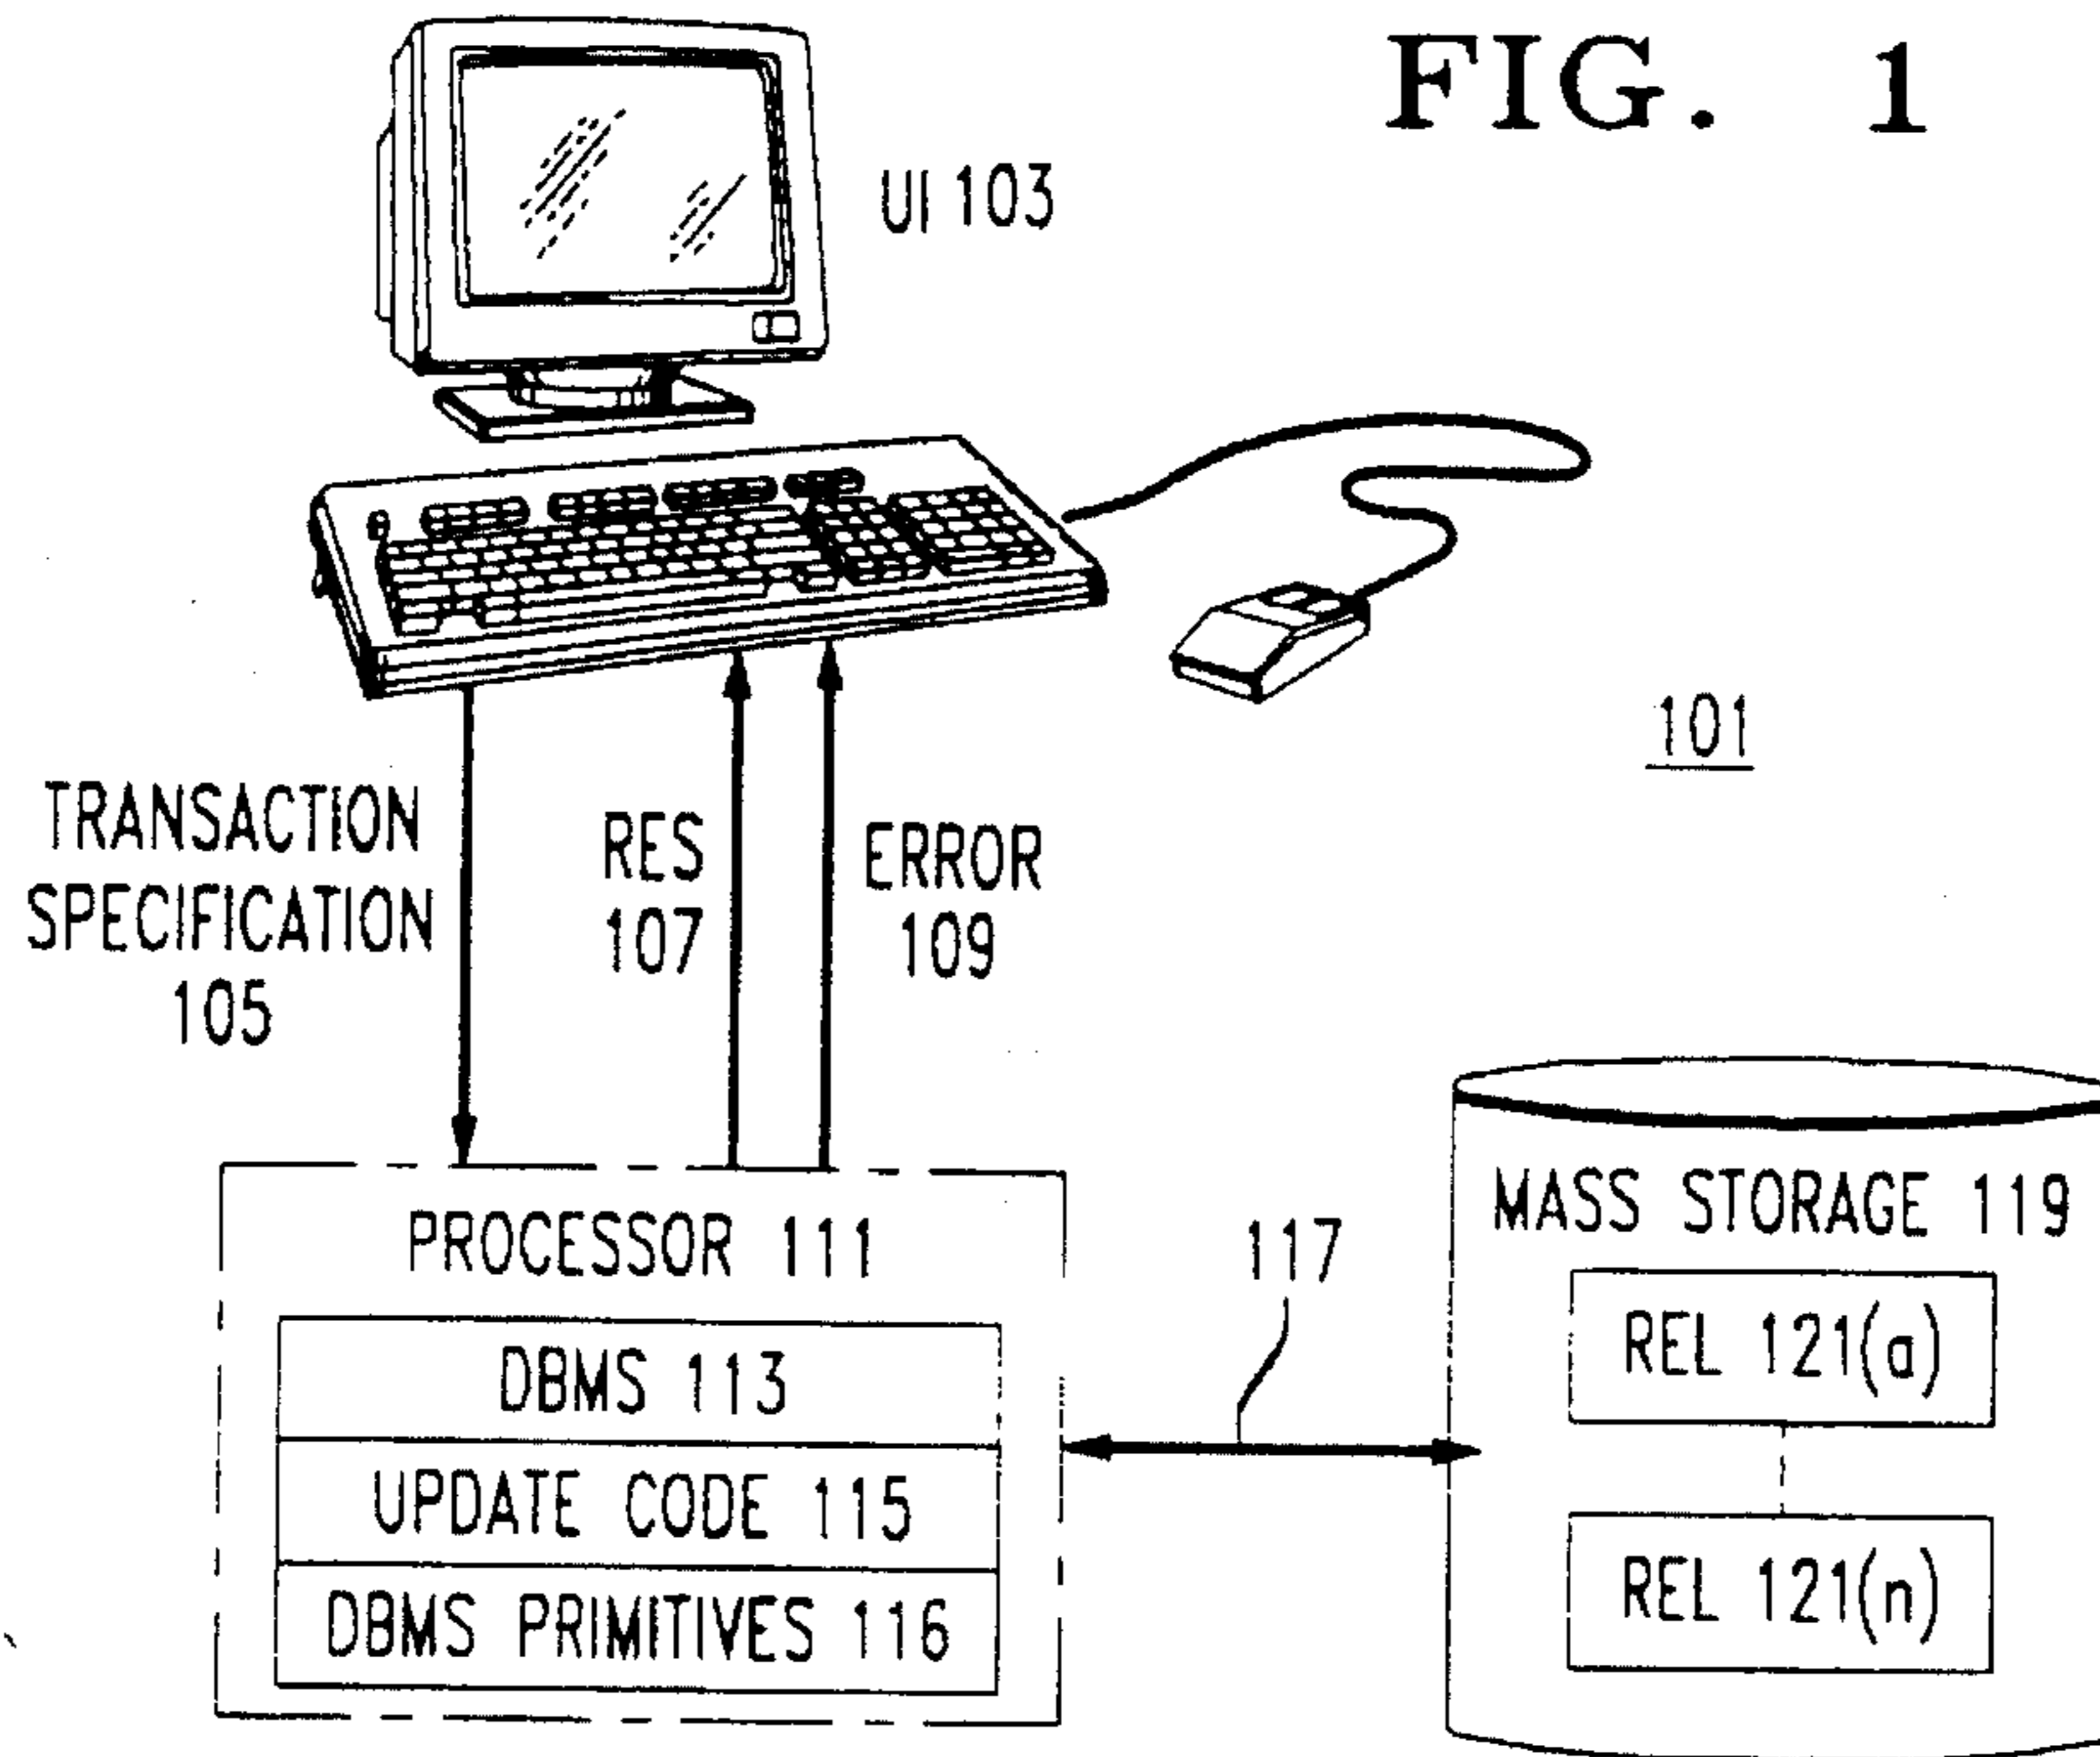 FIG. 1
UI 103
101
TRANSACTION
SPECIFICATION
105
RES
107
ERROR
109
PROCESSOR 111
DBMS 113
UPDATE CODE 115
DBMS PRIMITIVES 116
117
MASS STORAGE 119
REL 121(a)
REL 121(n)